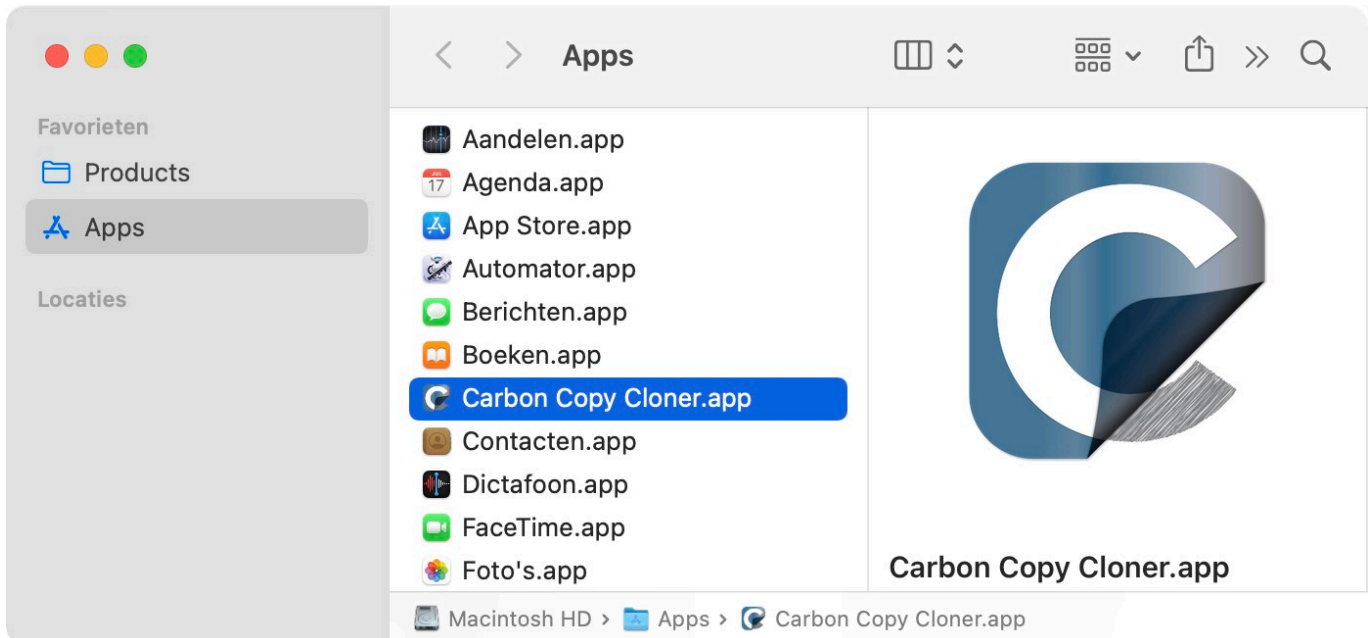 Apps
Favorieten
Products
Apps
Locaties
Aandelen.app
JUL
17
Agenda.app
App Store.app
Automator.app
Berichten.app
Boeken.app
Carbon Copy Cloner.app
Contacten.app
Dictafoon.app
FaceTime.app
Foto's.app
Carbon Copy Cloner.app
Macintosh HD › Apps › Carbon Copy Cloner.app